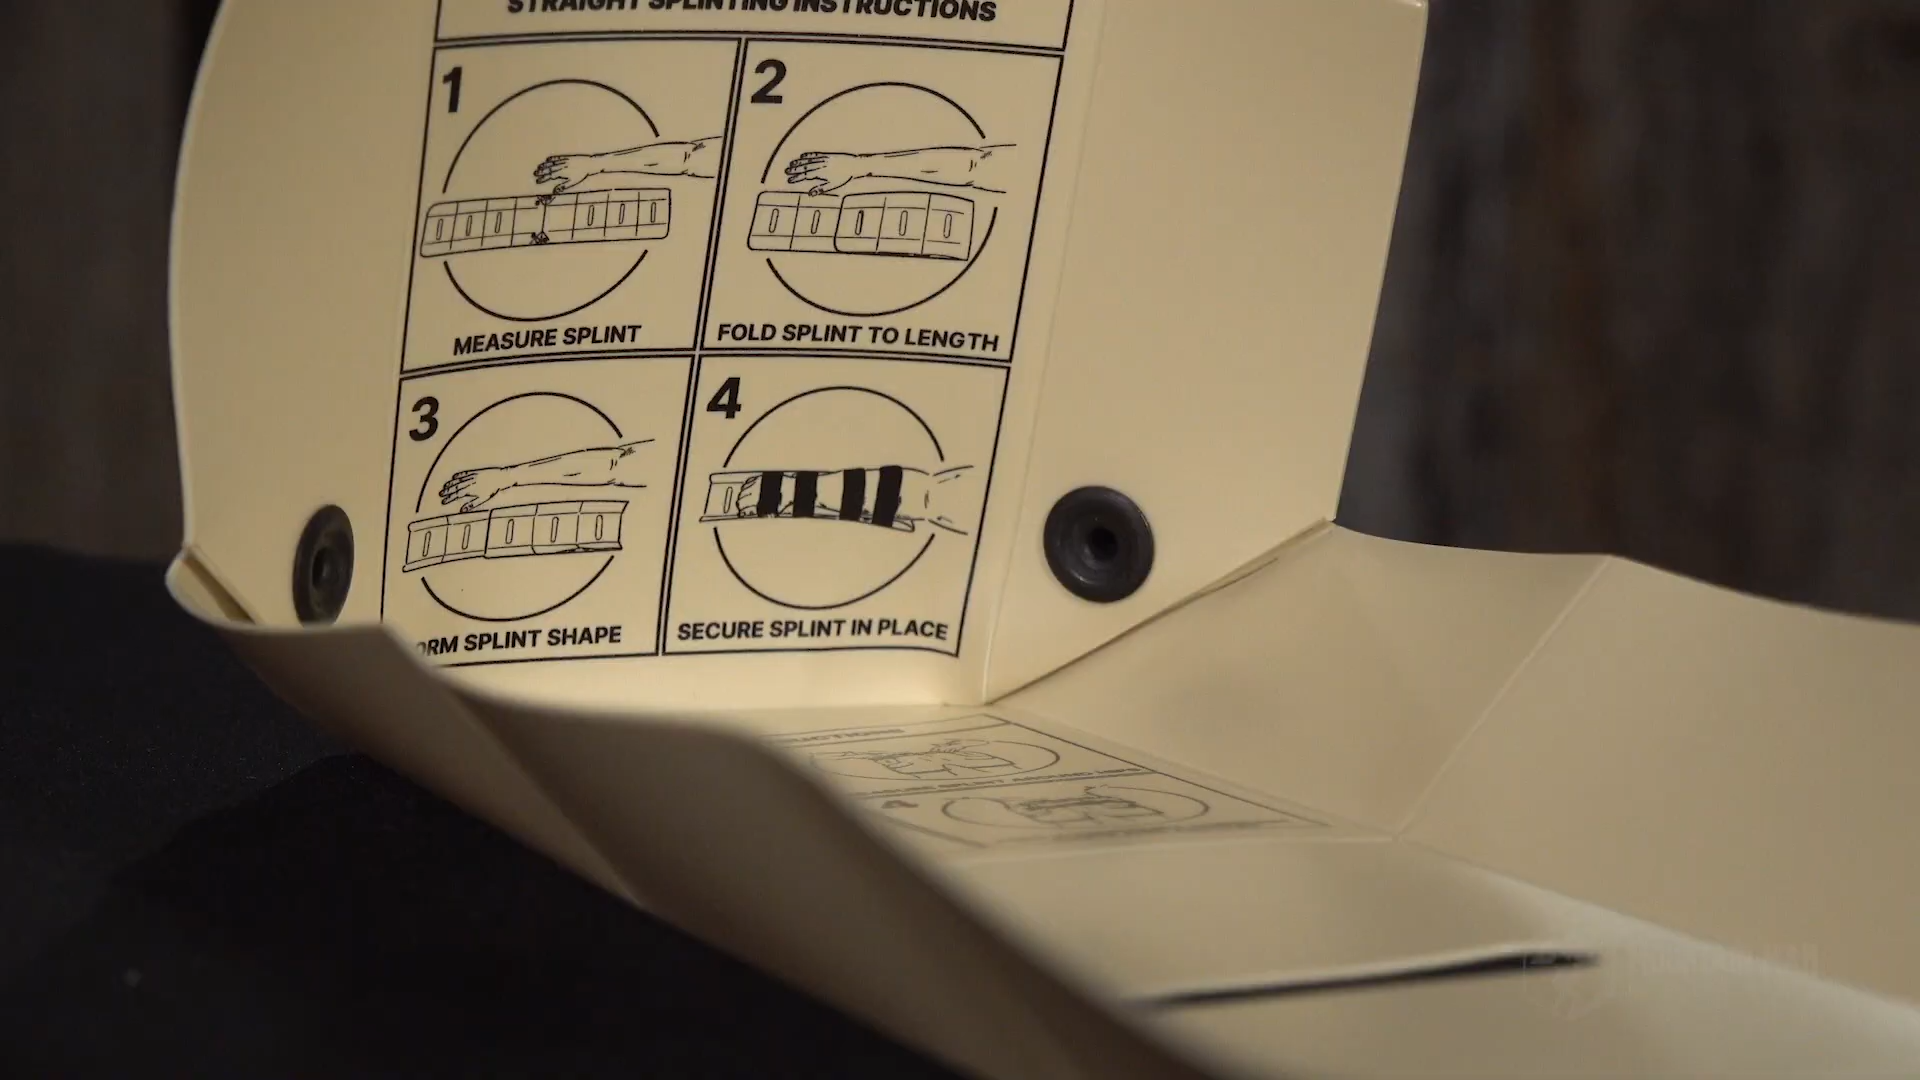 STRAIGHT SPLINTING INSTRUCTIONS
1
2
MEASURE SPLINT
FOLD SPLINT TO LENGTH
3
4
ORM SPLINT SHAPE
SECURE SPLINT IN PLACE
4